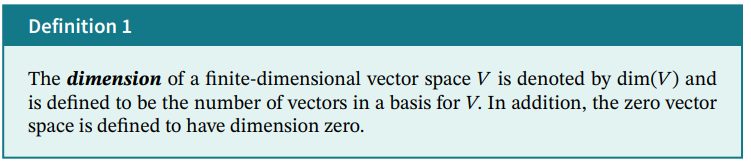 Definition 1
The dimension of a finite-dimensional vector space V is denoted by dim(V) and
is defined to be the number of vectors in a basis for V. In addition, the zero vector
space is defined to have dimension zero.